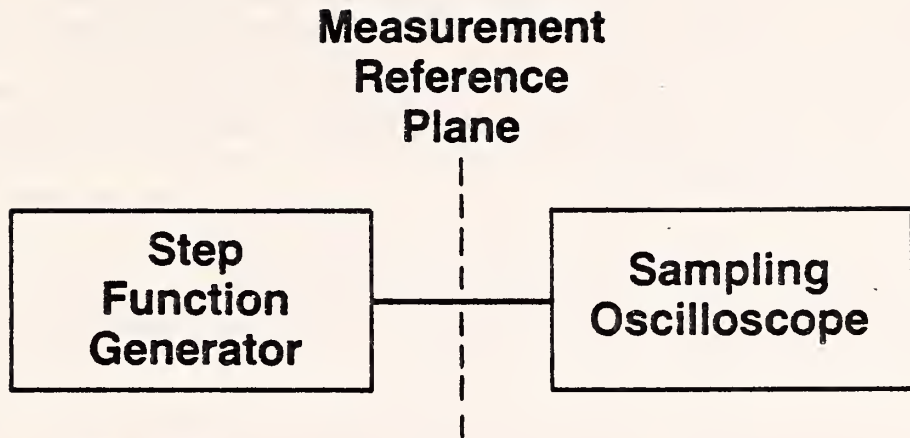 Measurement
Reference
Plane
Step
Function
Generator
Sampling
Oscilloscope